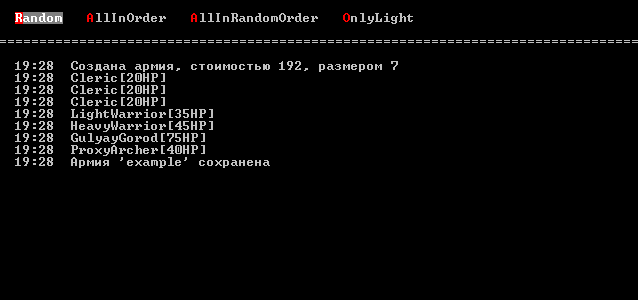 Random AllInOrder AllInRandomOrder OnlyLight
================================================================================
19:28 Создана армия, стоимостью 192, размером 7
19:28 Cleric[20HP]
19:28 Cleric[20HP]
19:28 Cleric[20HP]
19:28 LightWarrior[35HP]
19:28 HeavyWarrior[45HP]
19:28 GulyayGorod[75HP]
19:28 ProxyArcher[40HP]
19:28 Армия 'example' сохранена